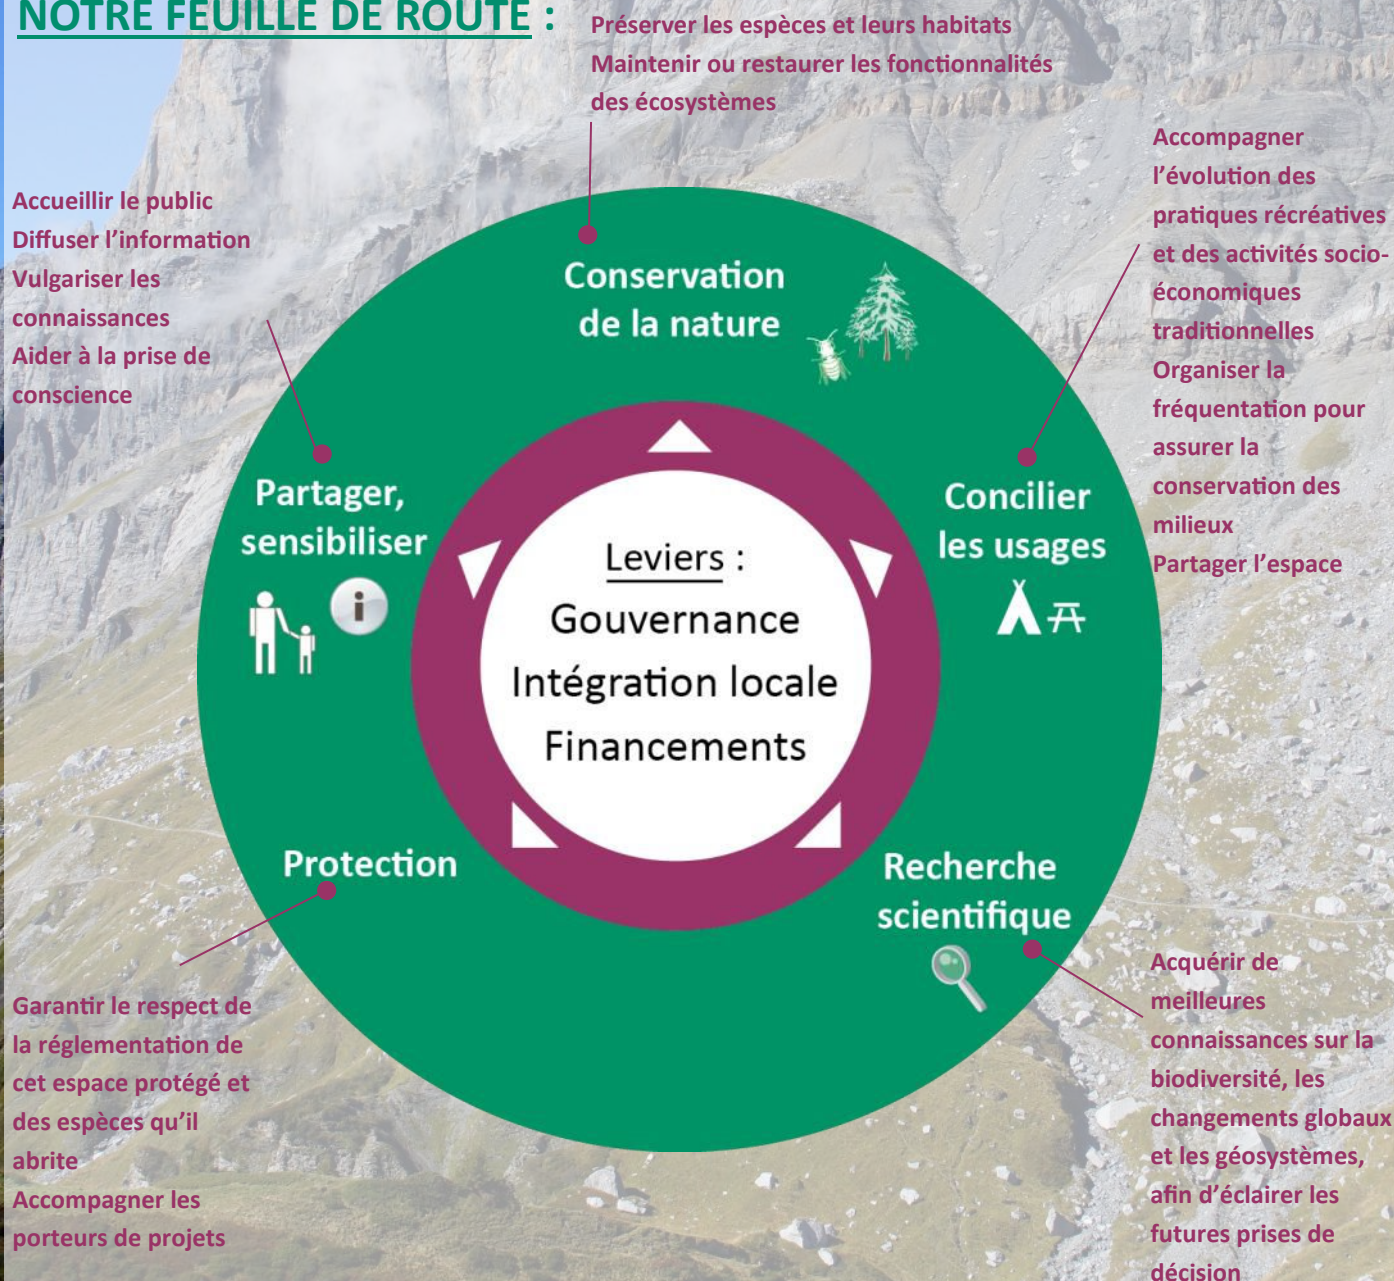 NOTRE FEUILLE DE ROUTE :
Préserver les espèces et leurs habitats
Maintenir ou restaurer les fonctionnalités
des écosystèmes
Accueillir le public
Diffuser l'information
Vulgariser les
connaissances
Aider à la prise de
conscience
Accompagner
l'évolution des
pratiques récréatives
et des activités socio-
économiques
traditionnelles
Organiser la
fréquentation pour
assurer la
conservation des
milieux
Partager l'espace
Conservation
de la nature
Partager,
sensibiliser
i
Concilier
les usages
Leviers :
Gouvernance
Intégration locale
Financements
Protection
Recherche
scientifique
Garantir le respect de
la réglementation de
cet espace protégé et
des espèces qu'il
abrite
Accompagner les
porteurs de projets
Acquérir de
meilleures
connaissances sur la
biodiversité, les
changements globaux
et les géosystèmes,
afin d'éclairer les
futures prises de
décision